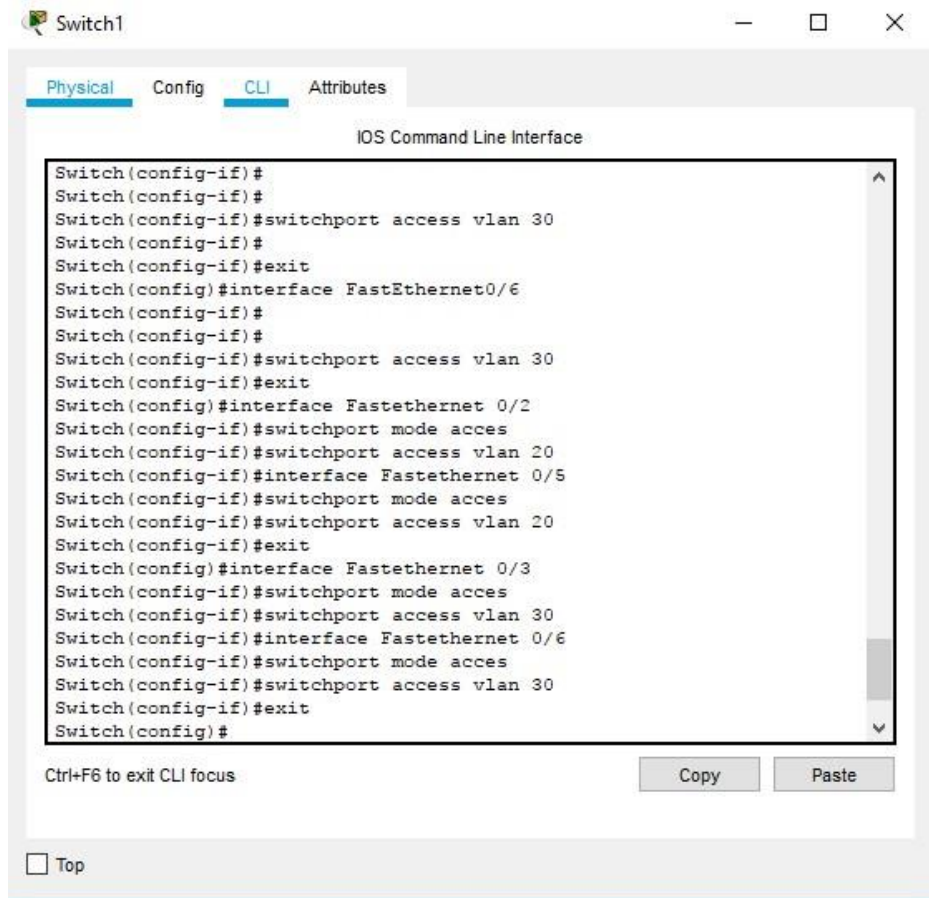 Switch1
Physical Config CLI Attributes
IOS Command Line Interface
Switch(config-if)#
Switch(config-if)#
Switch(config-if)#switchport access vlan 30
Switch(config-if)#
Switch(config-if)#exit
Switch(config)#interface FastEthernet0/6
Switch(config-if)#
Switch(config-if)#
Switch(config-if)#switchport access vlan 30
Switch(config-if)#exit
Switch(config)#interface Fastethernet 0/2
Switch(config-if)#switchport mode acces
Switch(config-if)#switchport access vlan 20
Switch(config-if)#interface Fastethernet 0/5
Switch(config-if)#switchport mode acces
Switch(config-if)#switchport access vlan 20
Switch(config-if)#exit
Switch(config)#interface Fastethernet 0/3
Switch(config-if)#switchport mode acces
Switch(config-if)#switchport access vlan 30
Switch(config-if)#interface Fastethernet 0/6
Switch(config-if)#switchport mode acces
Switch(config-if)#switchport access vlan 30
Switch(config-if)#exit
Switch(config)#
Ctrl+F6 to exit CLI focus Copy Paste
Top